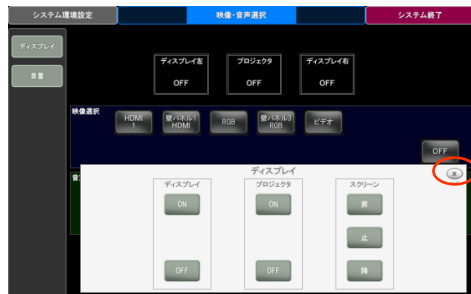 システム環境設定
映像・音声選択
システム終了
ディスプレイ
音量
ディスプレイ左
OFF
プロジェクタ
OFF
ディスプレイ右
OFF
映像選択
HDMI
1
壁パネル1
HDMI
RGB
壁パネル3
RGB
ビデオ
OFF
音
ディスプレイ
x
ディスプレイ
ON
OFF
プロジェクタ
ON
OFF
スクリーン
昇
止
降